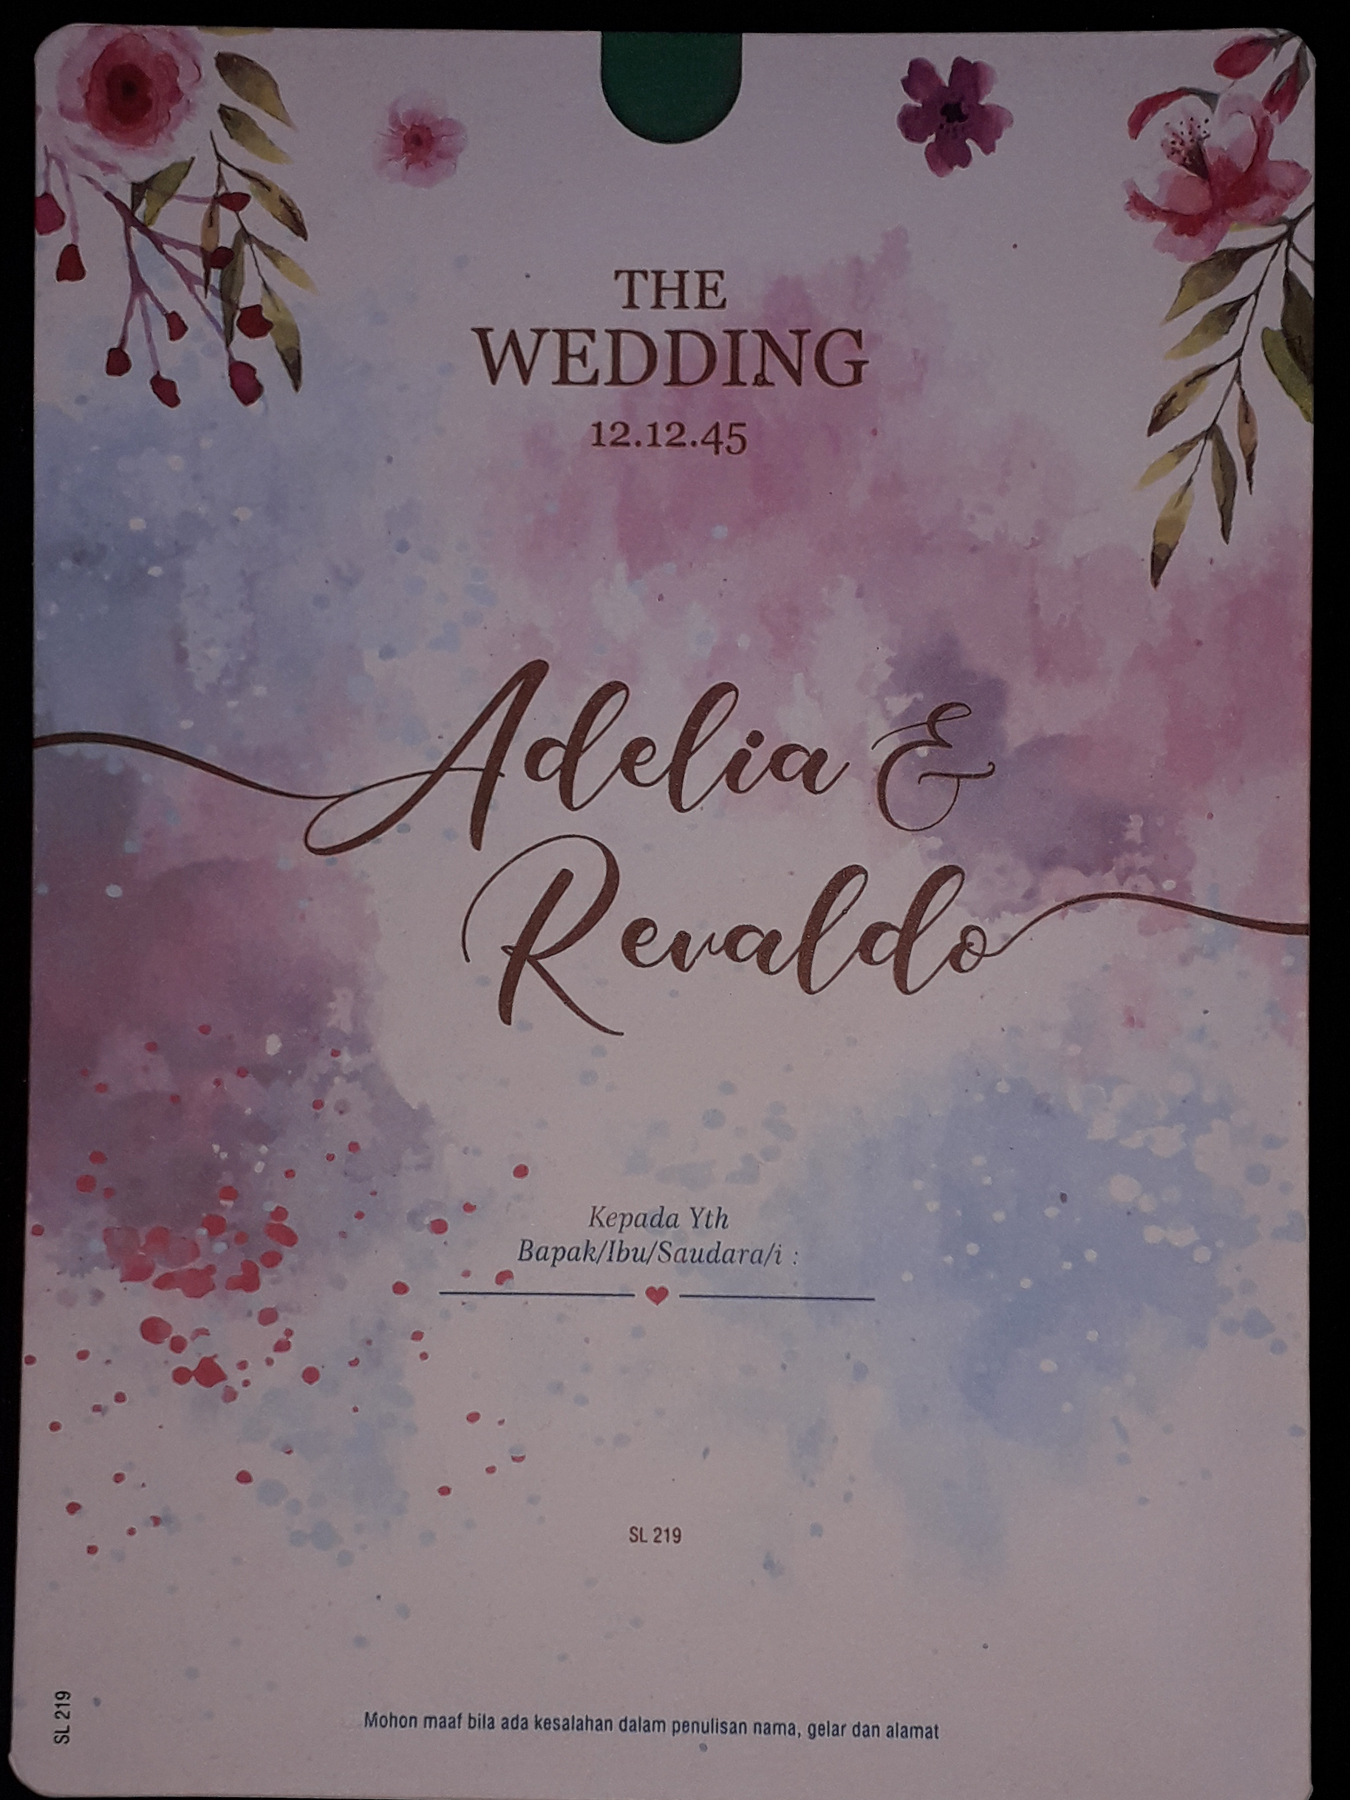 THE
WEDDING
12.12.45
Adelia &
Revaldo
Kepada Yth
Bapak/Ibu/Saudara/i :
SL 219
SL 219
Mohon maaf bila ada kesalahan dalam penulisan nama, gelar dan alamat